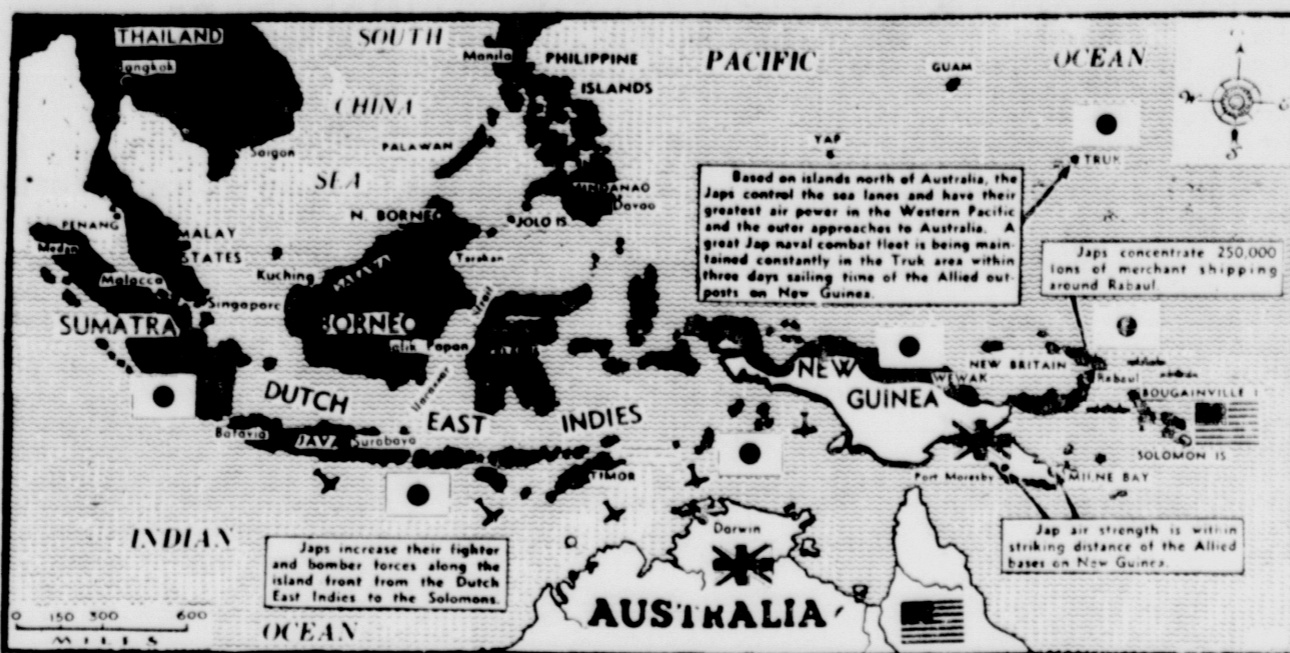 THAILAND
SOUTH
Manila
PHILIPPINE
ISLANDS
PACIFIC
GUAM
OCEAN
CHINA
PALAWAN
Saigon
SEA
YAP
TRUK
S
Based on islands north of Australia, the
Japs control the sea lanes and have their
greatest air power in the Western Pacific
and the outer approaches to Australia. A
great Jap naval combat fleet is being main-
tained constantly in the Truk area within
three days sailing time of the Allied out-
posts on New Guinea.
Davao
N. BORNEO
JOLO IS.
PENANG
Medan
MALAY
STATES
Kuching
Tarakan
Malacca
Singapore
SUMATRA
BORNEO
Japs concentrate 250,000
tons of merchant shipping
around Rabaul.
NEW
GUINEA
WEWAK
NEW BRITAIN
Rabaul
BOUGAINVILLE I
SOLOMON IS
DUTCH
EAST
INDIES
Batavia
JAVA
Surabaya
TIMOR
Port Moresby
MILNE BAY
Darwin
INDIAN
OCEAN
Japs increase their fighter
and bomber forces along the
island front from the Dutch
East Indies to the Solomons.
Jap air strength is within
striking distance of the Allied
bases on New Guinea.
AUSTRALIA
0 150 300 600
MILES